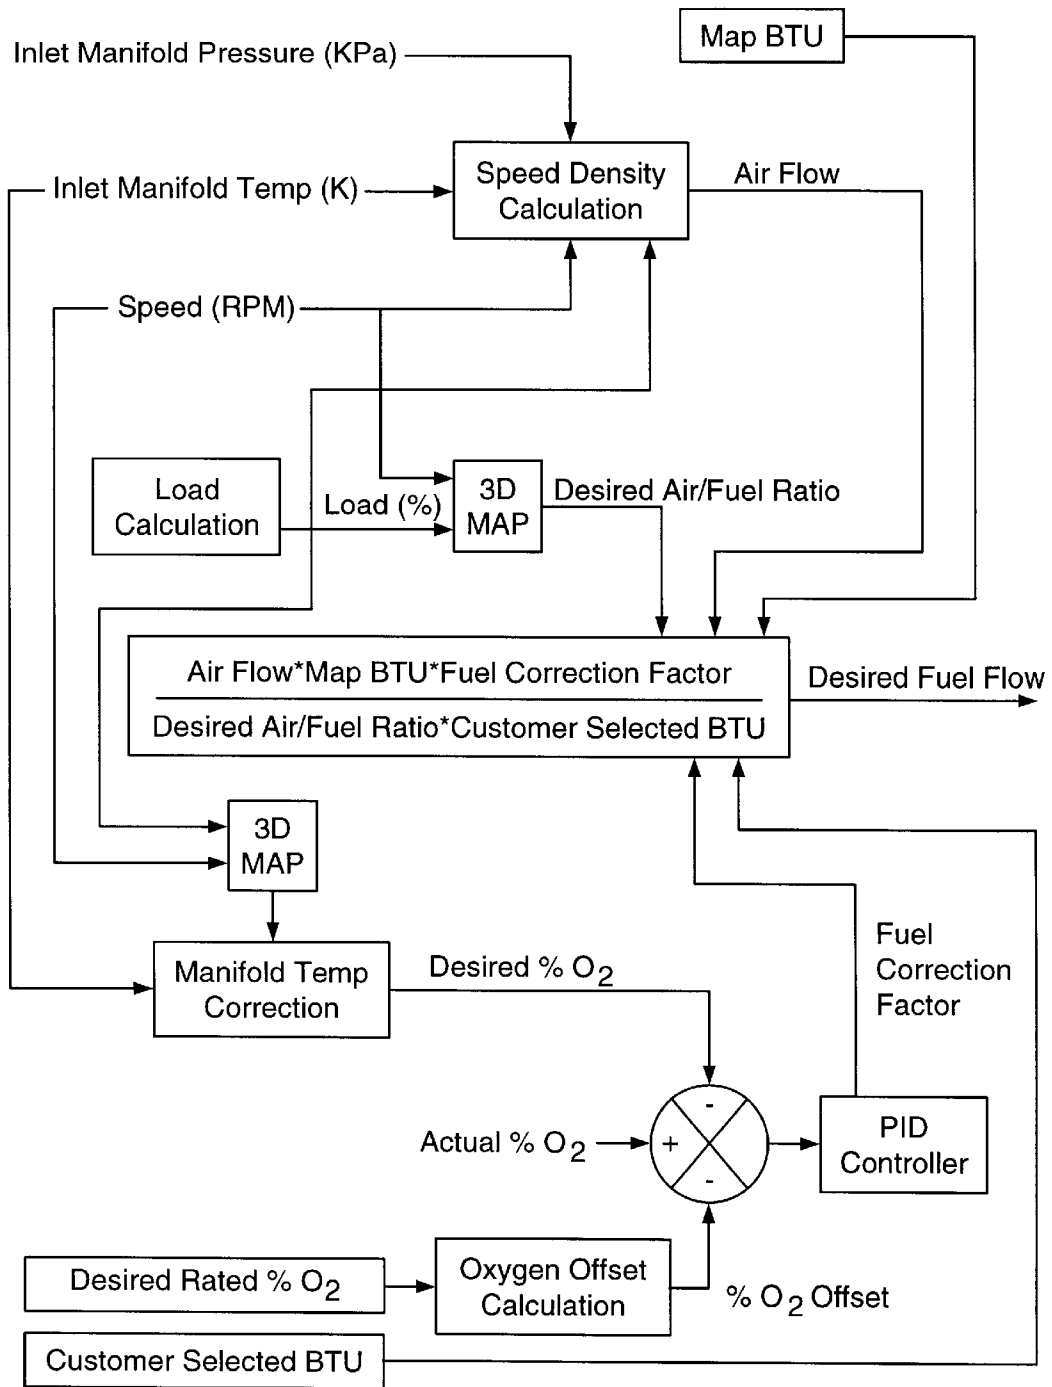 Map BTU
Inlet Manifold Pressure (KPa)
Speed Density
Calculation
Air Flow
Inlet Manifold Temp (K)
Speed (RPM)
Load
Calculation
Load (%)
3D
MAP
Desired Air/Fuel Ratio
Air Flow*Map BTU*Fuel Correction Factor
Desired Air/Fuel Ratio*Customer Selected BTU
Desired Fuel Flow
3D
MAP
Manifold Temp
Correction
Desired % O2
Fuel
Correction
Factor
-
Actual % O2
+
-
PID
Controller
Desired Rated % O2
Oxygen Offset
Calculation
% O2 Offset
Customer Selected BTU